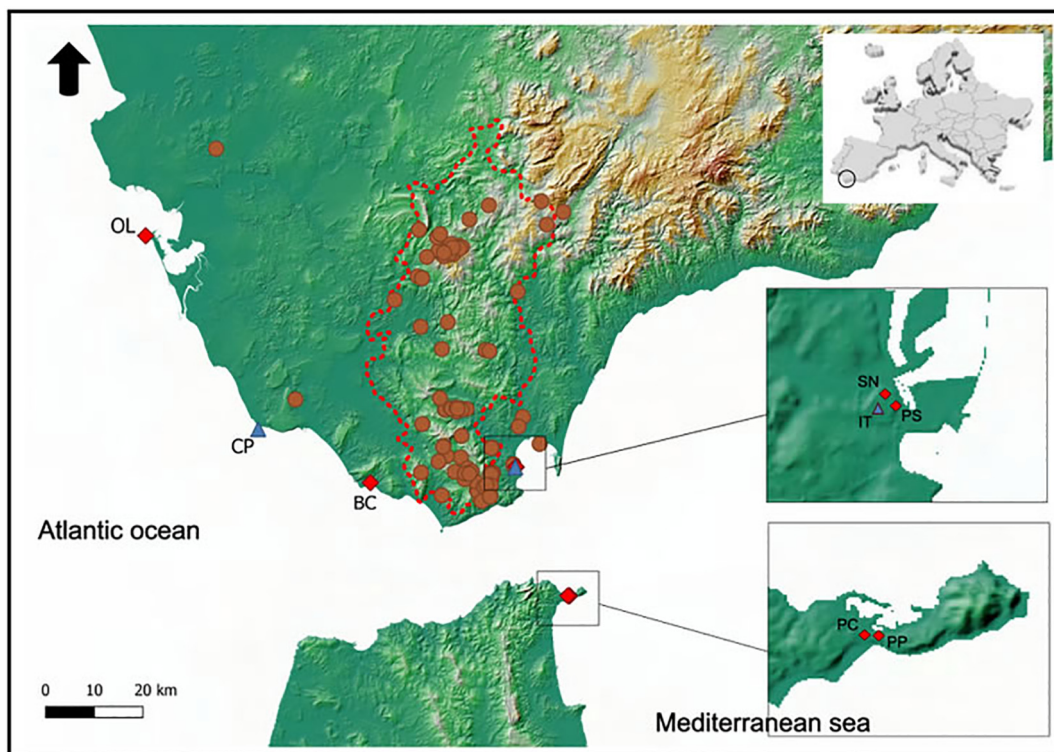 OL
SN
IT
PS
CP
BC
Atlantic ocean
PC
PP
0 10 20 km
Mediterranean sea